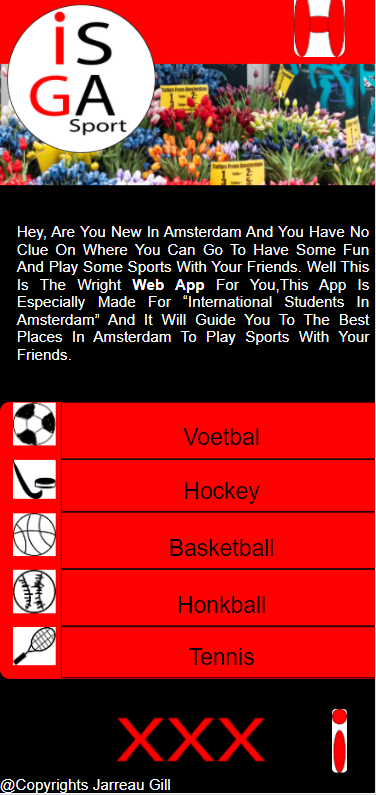 iS
GA
Sport
H
Tulips From Amsterdam
Tulips From Amsterdam
Hey, Are You New In Amsterdam And You Have No
Clue On Where You Can Go To Have Some Fun
And Play Some Sports With Your Friends. Well This
Is The Wright Web App For You,This App Is
Especially Made For “International Students In
Amsterdam” And It Will Guide You To The Best
Places In Amsterdam To Play Sports With Your
Friends.
Voetbal
Hockey
Basketball
Honkball
Tennis
XXX
i
@Copyrights Jarreau Gill